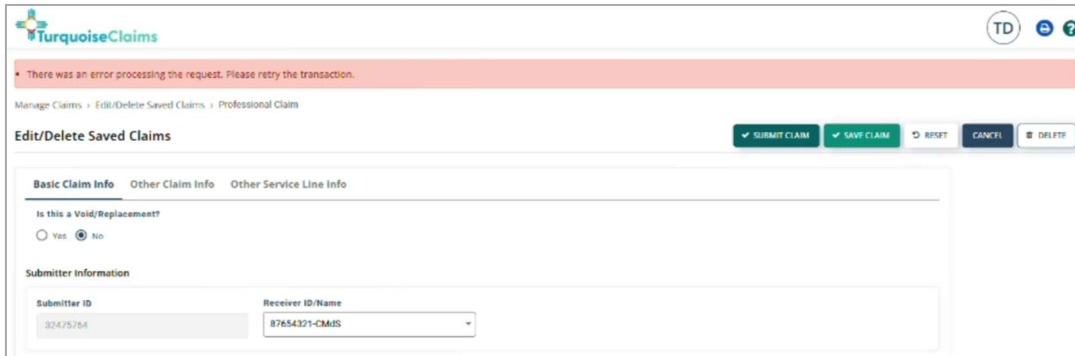 TurquoiseClaims
TD
There was an error processing the request. Please retry the transaction.
Manage Claims › Edit/Delete Saved Claims › Professional Claim
Edit/Delete Saved Claims
SUBMIT CLAIM SAVE CLAIM RESET CANCEL DELETE
Basic Claim Info Other Claim Info Other Service Line Info
Is this a Void/Replacement?
Yes No
Submitter Information
Submitter ID Receiver ID/Name
32475764 87654321-CMdS